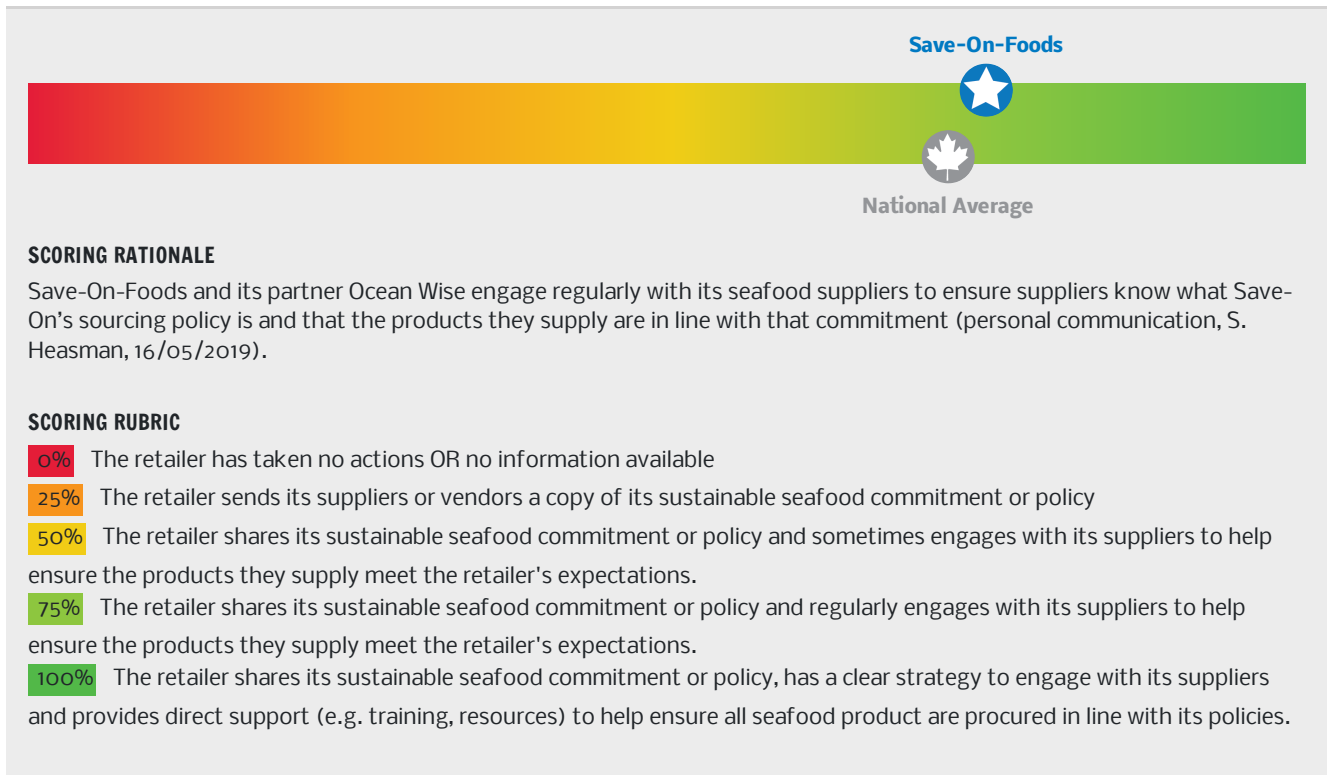 Save-On-Foods
National Average
SCORING RATIONALE
Save-On-Foods and its partner Ocean Wise engage regularly with its seafood suppliers to ensure suppliers know what Save-
On's sourcing policy is and that the products they supply are in line with that commitment (personal communication, S.
Heasman, 16/05/2019).
SCORING RUBRIC
0% The retailer has taken no actions OR no information available
25% The retailer sends its suppliers or vendors a copy of its sustainable seafood commitment or policy
50% The retailer shares its sustainable seafood commitment or policy and sometimes engages with its suppliers to help
ensure the products they supply meet the retailer's expectations.
75% The retailer shares its sustainable seafood commitment or policy and regularly engages with its suppliers to help
ensure the products they supply meet the retailer's expectations.
100% The retailer shares its sustainable seafood commitment or policy, has a clear strategy to engage with its suppliers
and provides direct support (e.g. training, resources) to help ensure all seafood product are procured in line with its policies.